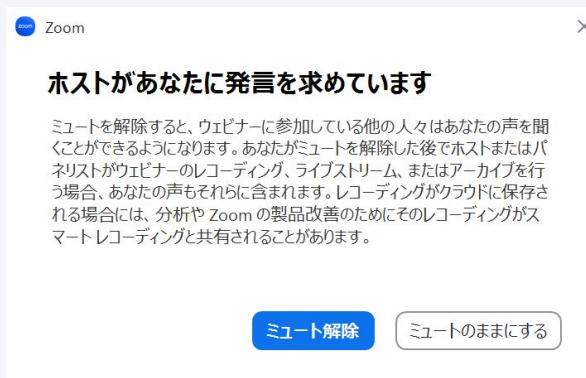 zoom
Zoom
ホストがあなたに発言を求めています
ミュートを解除すると、ウェビナーに参加している他の人々はあなたの声を聞
くことができるようになります。あなたがミュートを解除した後でホストまたはパ
ネリストがウェビナーのレコーディング、ライブストリーム、またはアーカイブを行
う場合、あなたの声もそれらに含まれます。レコーディングがクラウドに保存さ
れる場合には、分析や Zoom の製品改善のためにそのレコーディングがス
マート レコーディングと共有されることがあります。
ミュート解除
ミュートのままにする